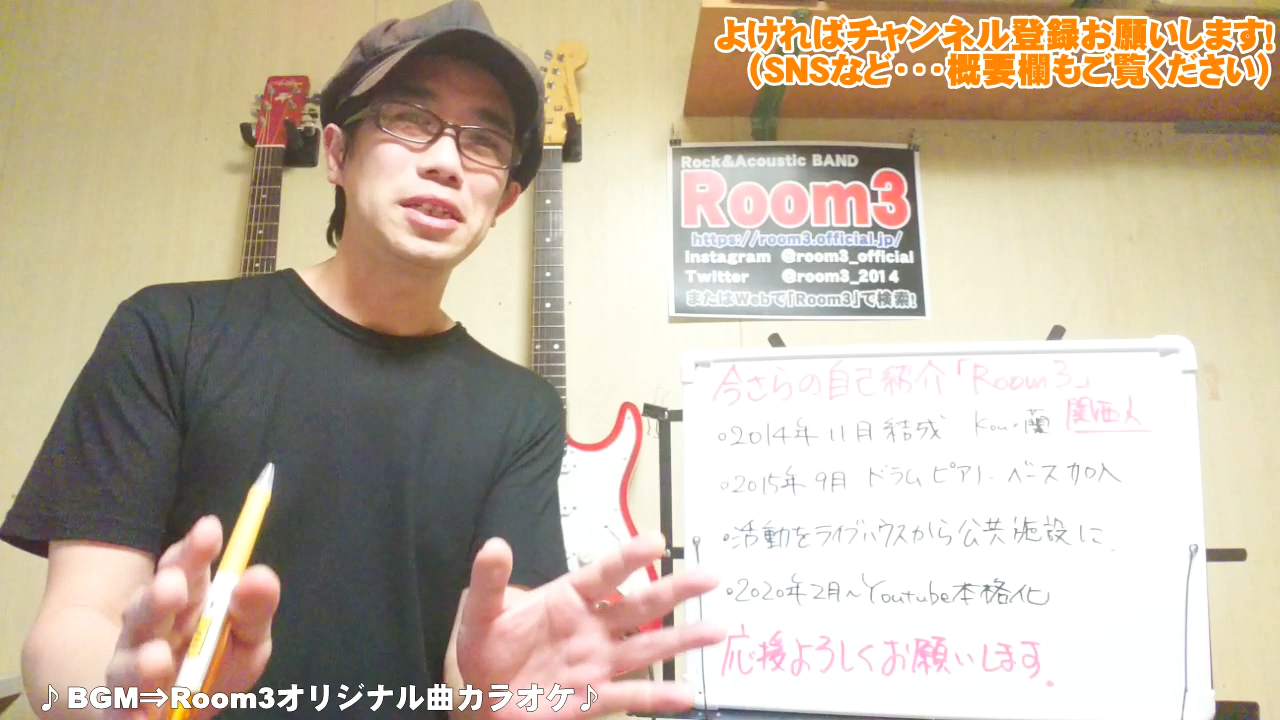 よければチャンネル登録お願いします!
(SNSなど・・・概要欄もご覧ください)
Rock&Acoustic BAND
Room3
https://room3.official.jp/
Instagram @room3_official
Twitter @room3_2014
またはWebで「Room3」で検索!
今さらの自己紹介「Room3」
•2014年11月結成 Kou・蘭 関西人
•2015年9月 ドラムピアノ・ベース加入
•活動をライブハウスから公共施設に
•2020年2月〜Youtube本格化
応援よろしくお願いします.
♪BGM⇒Room3オリジナル曲カラオケ♪